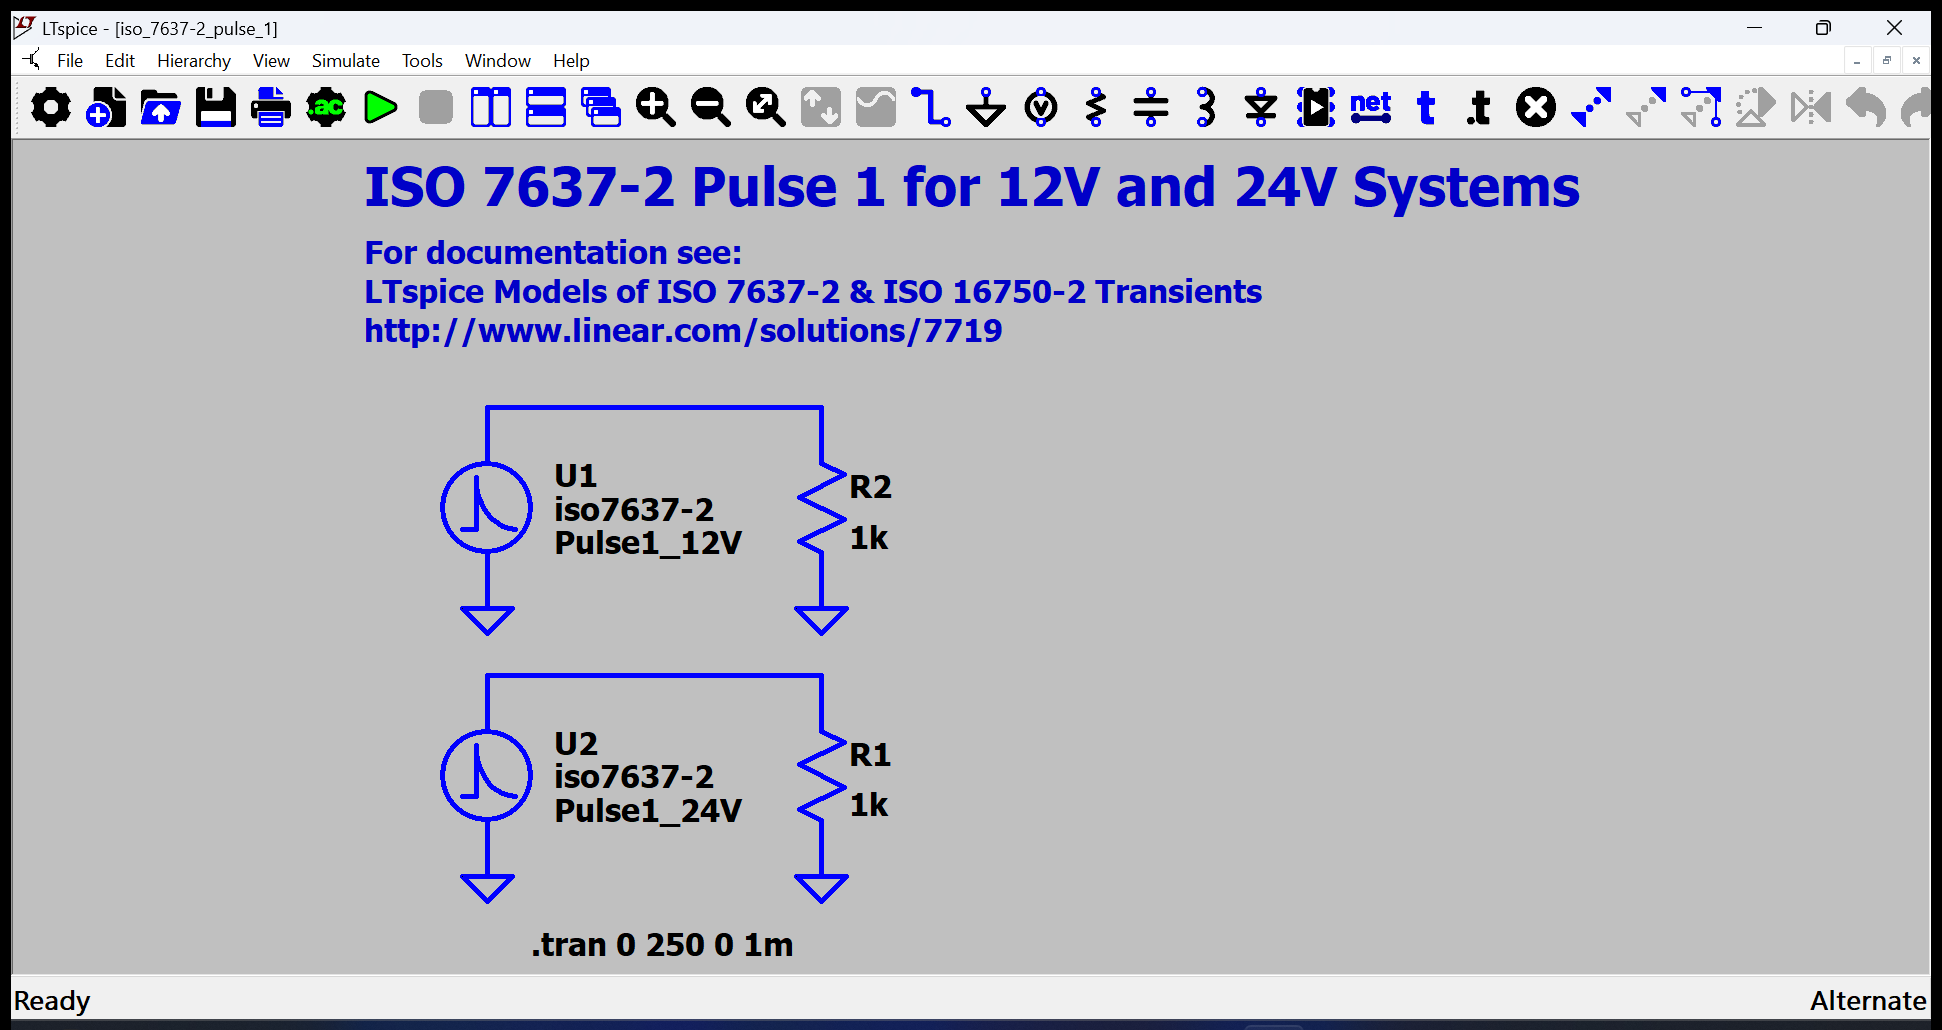 LTspice - [iso_7637-2_pulse_1]
File Edit Hierarchy View Simulate Tools Window Help
.ac net t .t
ISO 7637-2 Pulse 1 for 12V and 24V Systems
For documentation see:
LTspice Models of ISO 7637-2 & ISO 16750-2 Transients
http://www.linear.com/solutions/7719
U1
iso7637-2
Pulse1_12V
R2
1k
U2
iso7637-2
Pulse1_24V
R1
1k
.tran 0 250 0 1m
Ready
Alternate